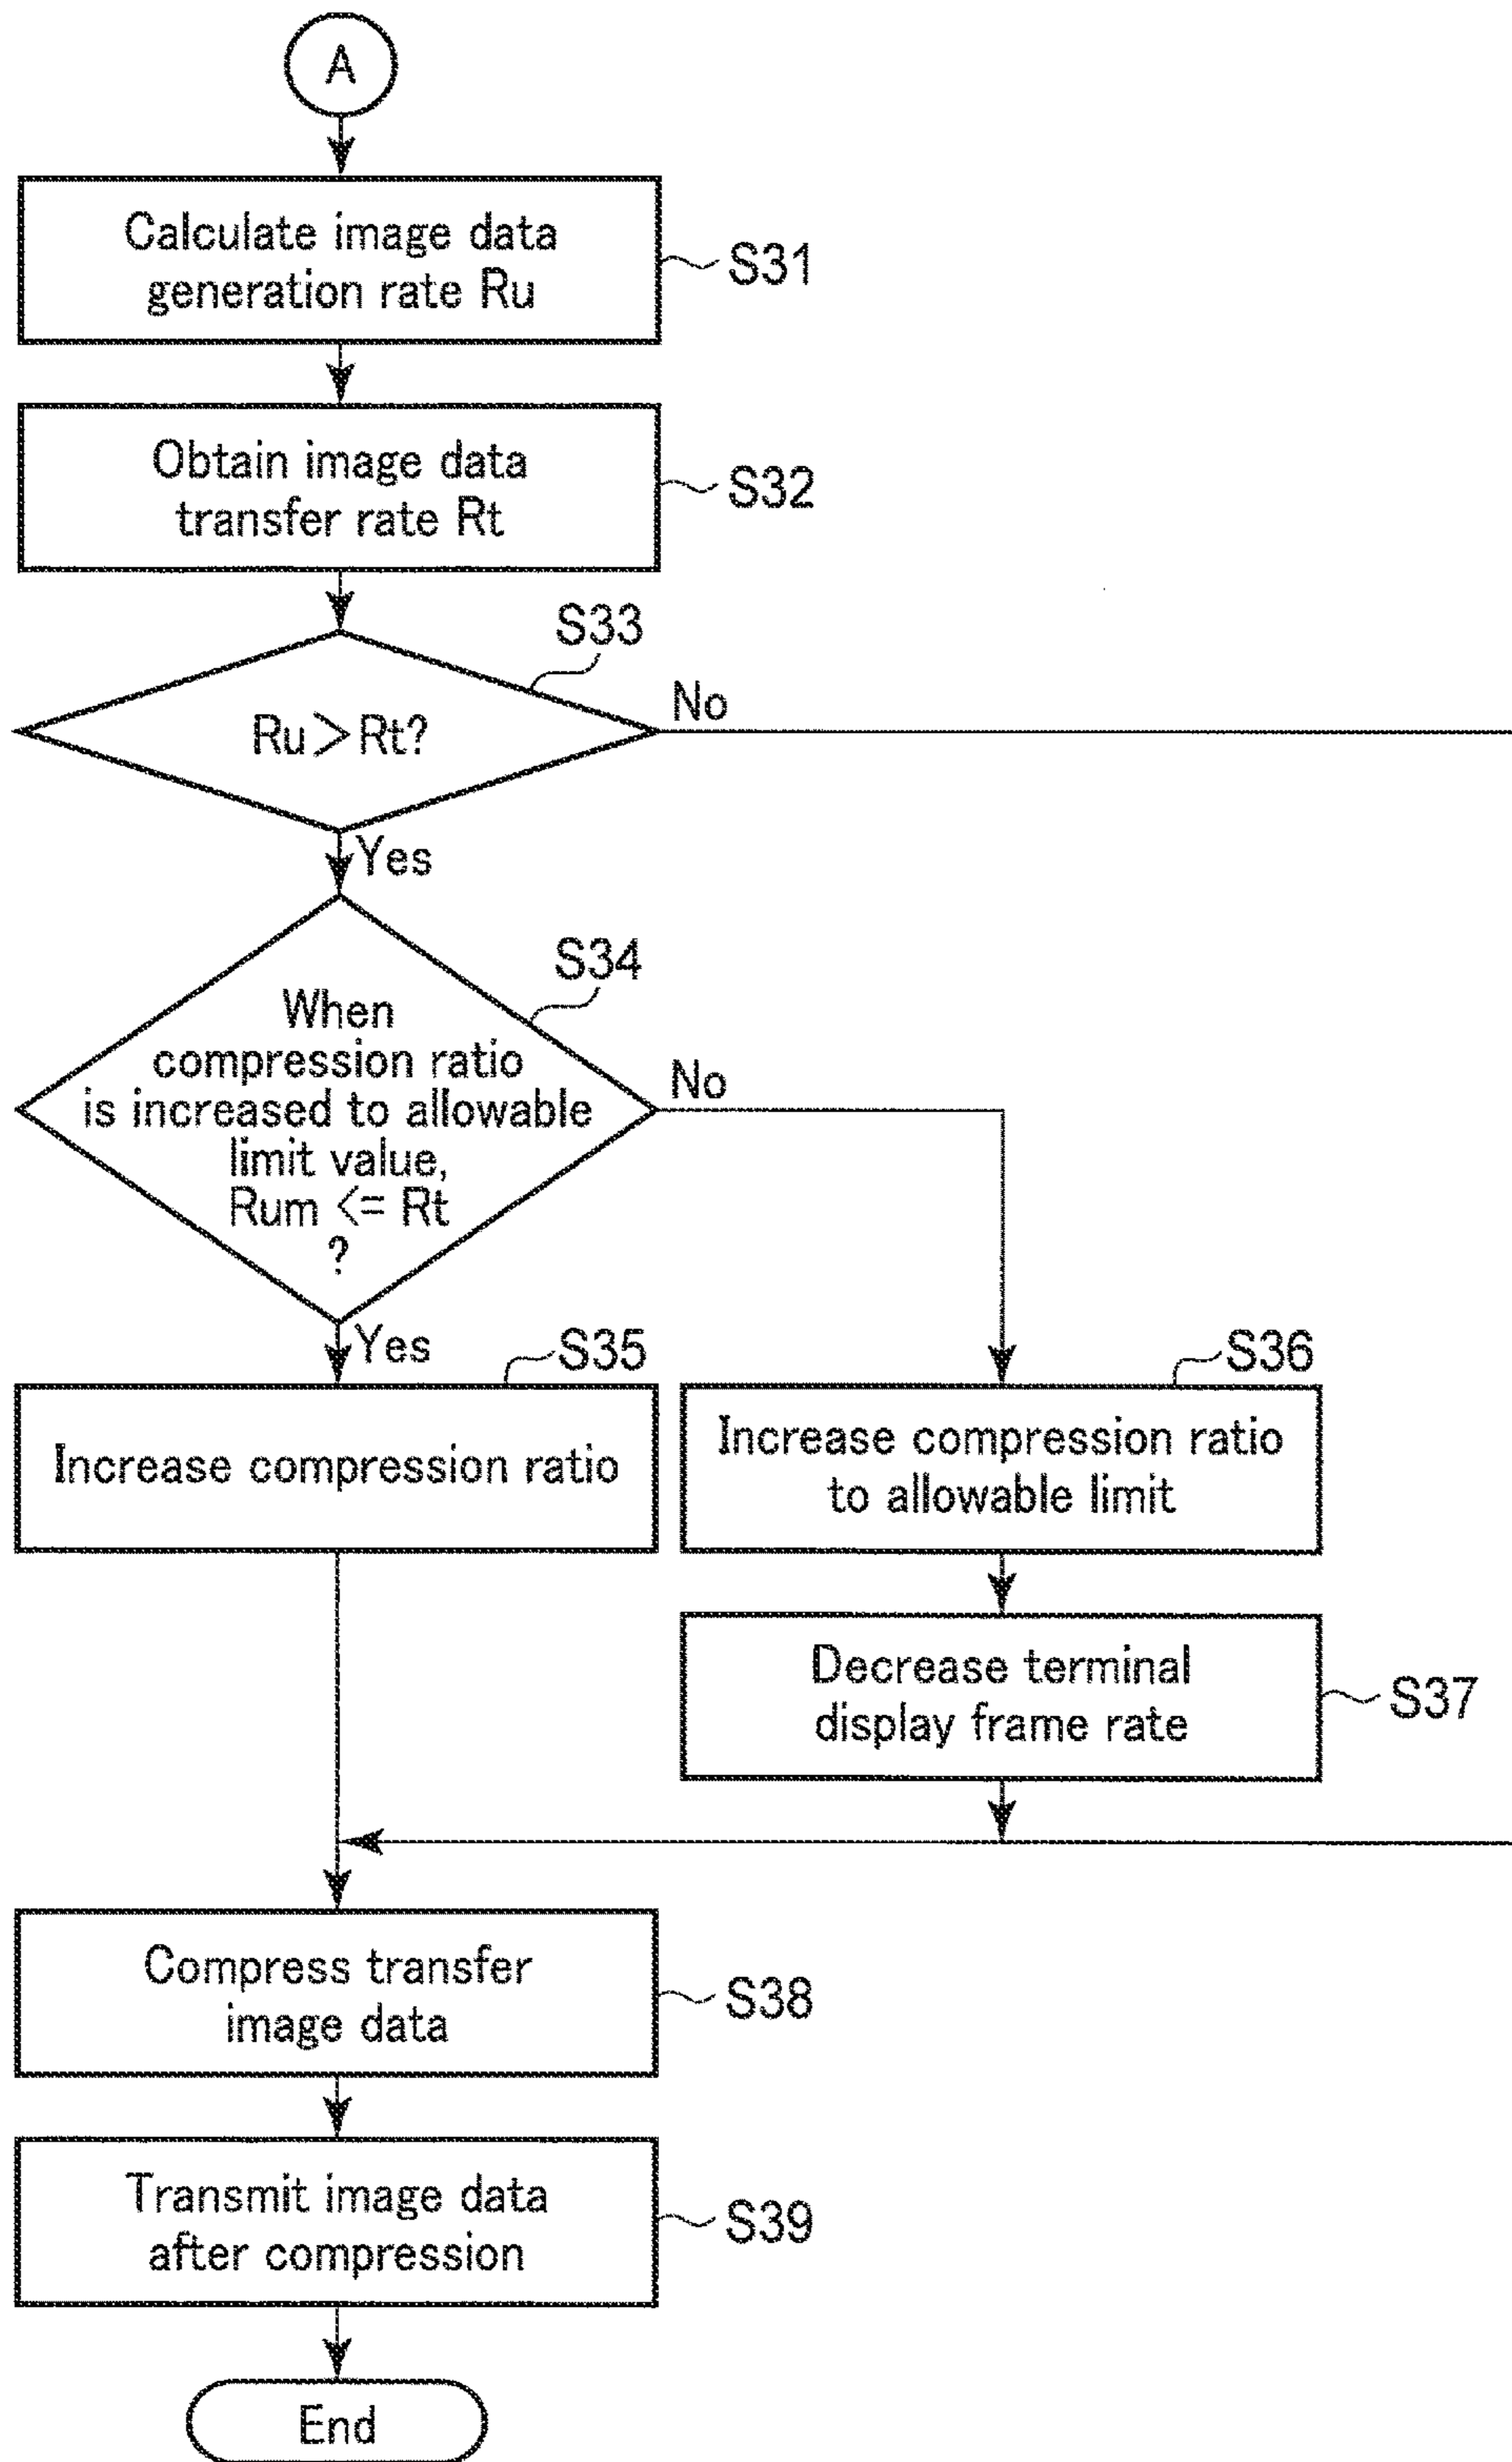 A
Calculate image data
generation rate Ru
S31
Obtain image data
transfer rate Rt
S32
S33
Ru > Rt?
No
Yes
S34
When
compression ratio
is increased to allowable
limit value,
Rum <= Rt
?
No
Yes
S35
Increase compression ratio
S36
Increase compression ratio
to allowable limit
Decrease terminal
display frame rate
S37
Compress transfer
image data
S38
Transmit image data
after compression
S39
End